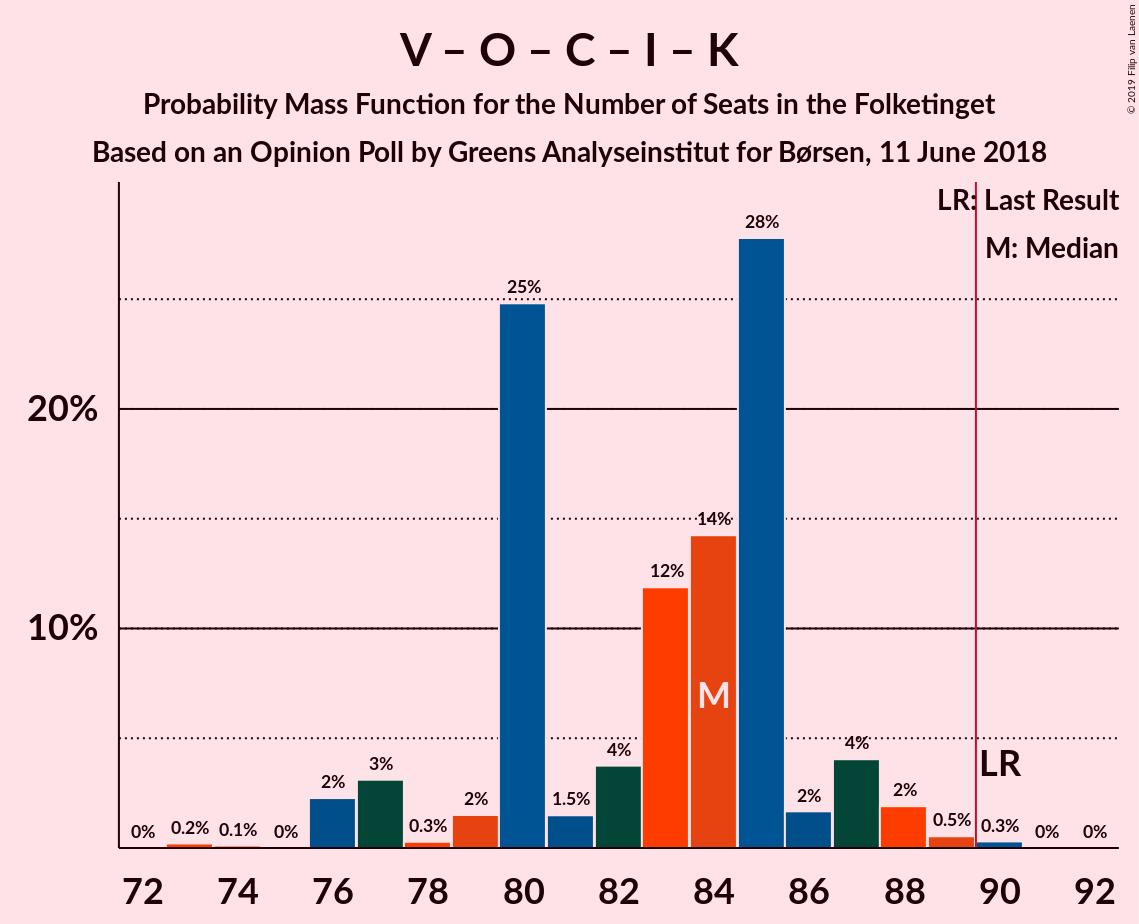 V – O – C – I – K
Probability Mass Function for the Number of Seats in the Folketinget
Based on an Opinion Poll by Greens Analyseinstitut for Børsen, 11 June 2018
© 2019 Filip van Laenen
LR: Last Result
M: Median
20%
10%
0%
0.2%
0.1%
0%
2%
3%
0.3%
2%
25%
1.5%
4%
12%
14%
28%
2%
4%
2%
0.5%
0.3%
0%
0%
M
LR
72 74 76 78 80 82 84 86 88 90 92